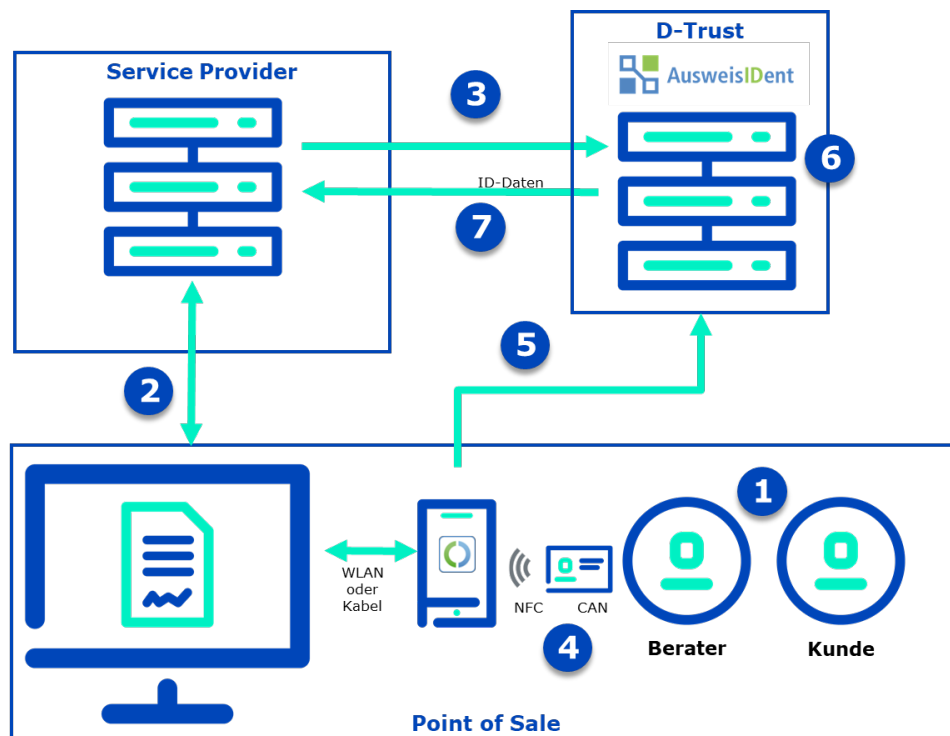 D-Trust
AusweisIDent
Service Provider
3
6
ID-Daten
7
5
2
1
WLAN
oder
Kabel
NFC
CAN
4
Berater
Kunde
Point of Sale